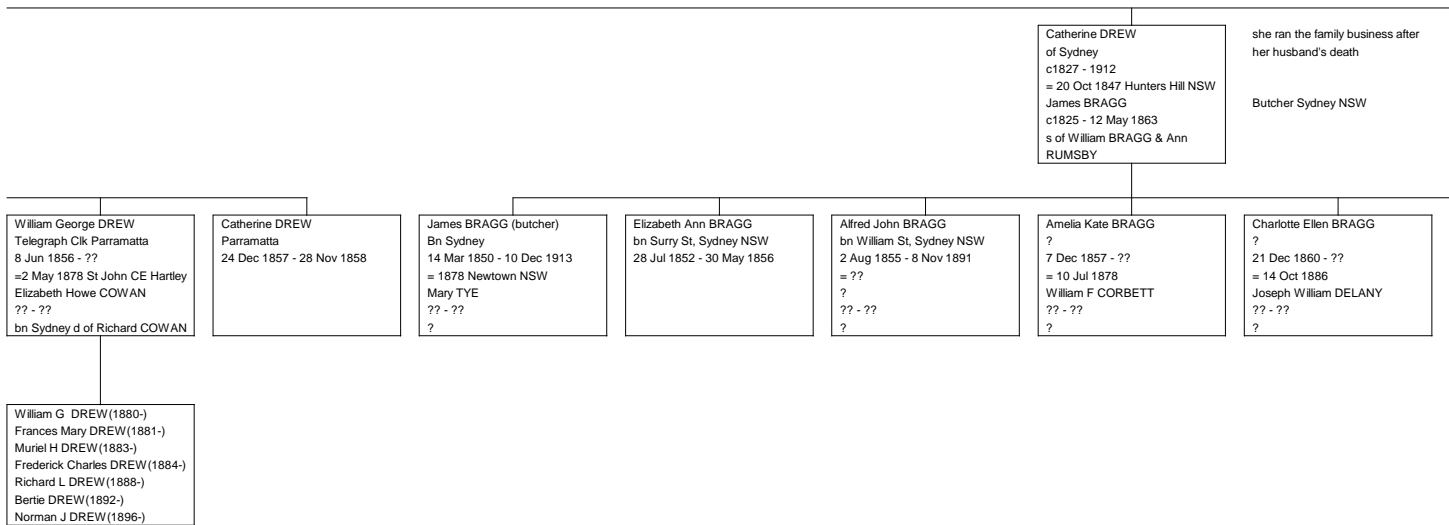 Catherine DREW
of Sydney
c1827 - 1912
= 20 Oct 1847 Hunters Hill NSW
James BRAGG
c1825 - 12 May 1863
s of William BRAGG & Ann
RUMSBY
she ran the family business after
her husband's death
Butcher Sydney NSW
William George DREW
Telegraph Clk Parramatta
8 Jun 1856 - ??
=2 May 1878 St John CE Hartley
Elizabeth Howe COWAN
?? - ??
bn Sydney d of Richard COWAN
Catherine DREW
Parramatta
24 Dec 1857 - 28 Nov 1858
James BRAGG (butcher)
Bn Sydney
14 Mar 1850 - 10 Dec 1913
= 1878 Newtown NSW
Mary TYE
?? - ??
?
Elizabeth Ann BRAGG
bn Surry St, Sydney NSW
28 Jul 1852 - 30 May 1856
Alfred John BRAGG
bn William St, Sydney NSW
2 Aug 1855 - 8 Nov 1891
= ??
?
?? - ??
?
Amelia Kate BRAGG
?
7 Dec 1857 - ??
= 10 Jul 1878
William F CORBETT
?? - ??
?
Charlotte Ellen BRAGG
?
21 Dec 1860 - ??
= 14 Oct 1886
Joseph William DELANY
?? - ??
?
William G  DREW(1880-)
Frances Mary DREW(1881-)
Muriel H DREW(1883-)
Frederick Charles DREW(1884-)
Richard L DREW(1888-)
Bertie DREW(1892-)
Norman J DREW(1896-)